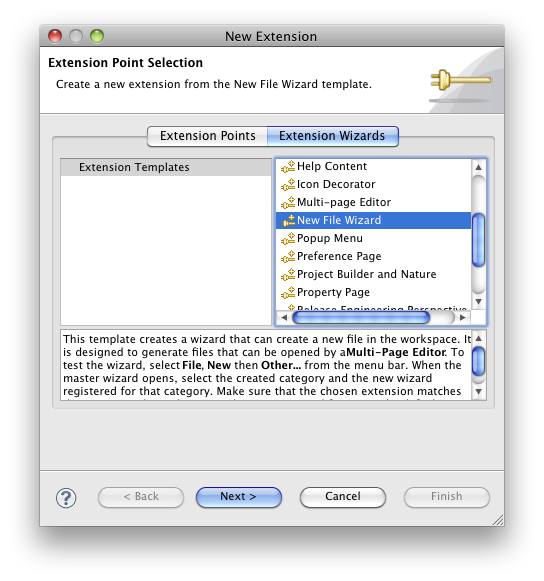 New Extension
Extension Point Selection
Create a new extension from the New File Wizard template.
Extension Points
Extension Wizards
Extension Templates
Help Content
Icon Decorator
Multi-page Editor
New File Wizard
Popup Menu
Preference Page
Project Builder and Nature
Property Page
Release Engineering Perspective
This template creates a wizard that can create a new file in the workspace. It
is designed to generate files that can be opened by aMulti-Page Editor. To
test the wizard, select File, New then Other... from the menu bar. When the
master wizard opens, select the created category and the new wizard
registered for that category. Make sure that the chosen extension matches
?
< Back
Next >
Cancel
Finish